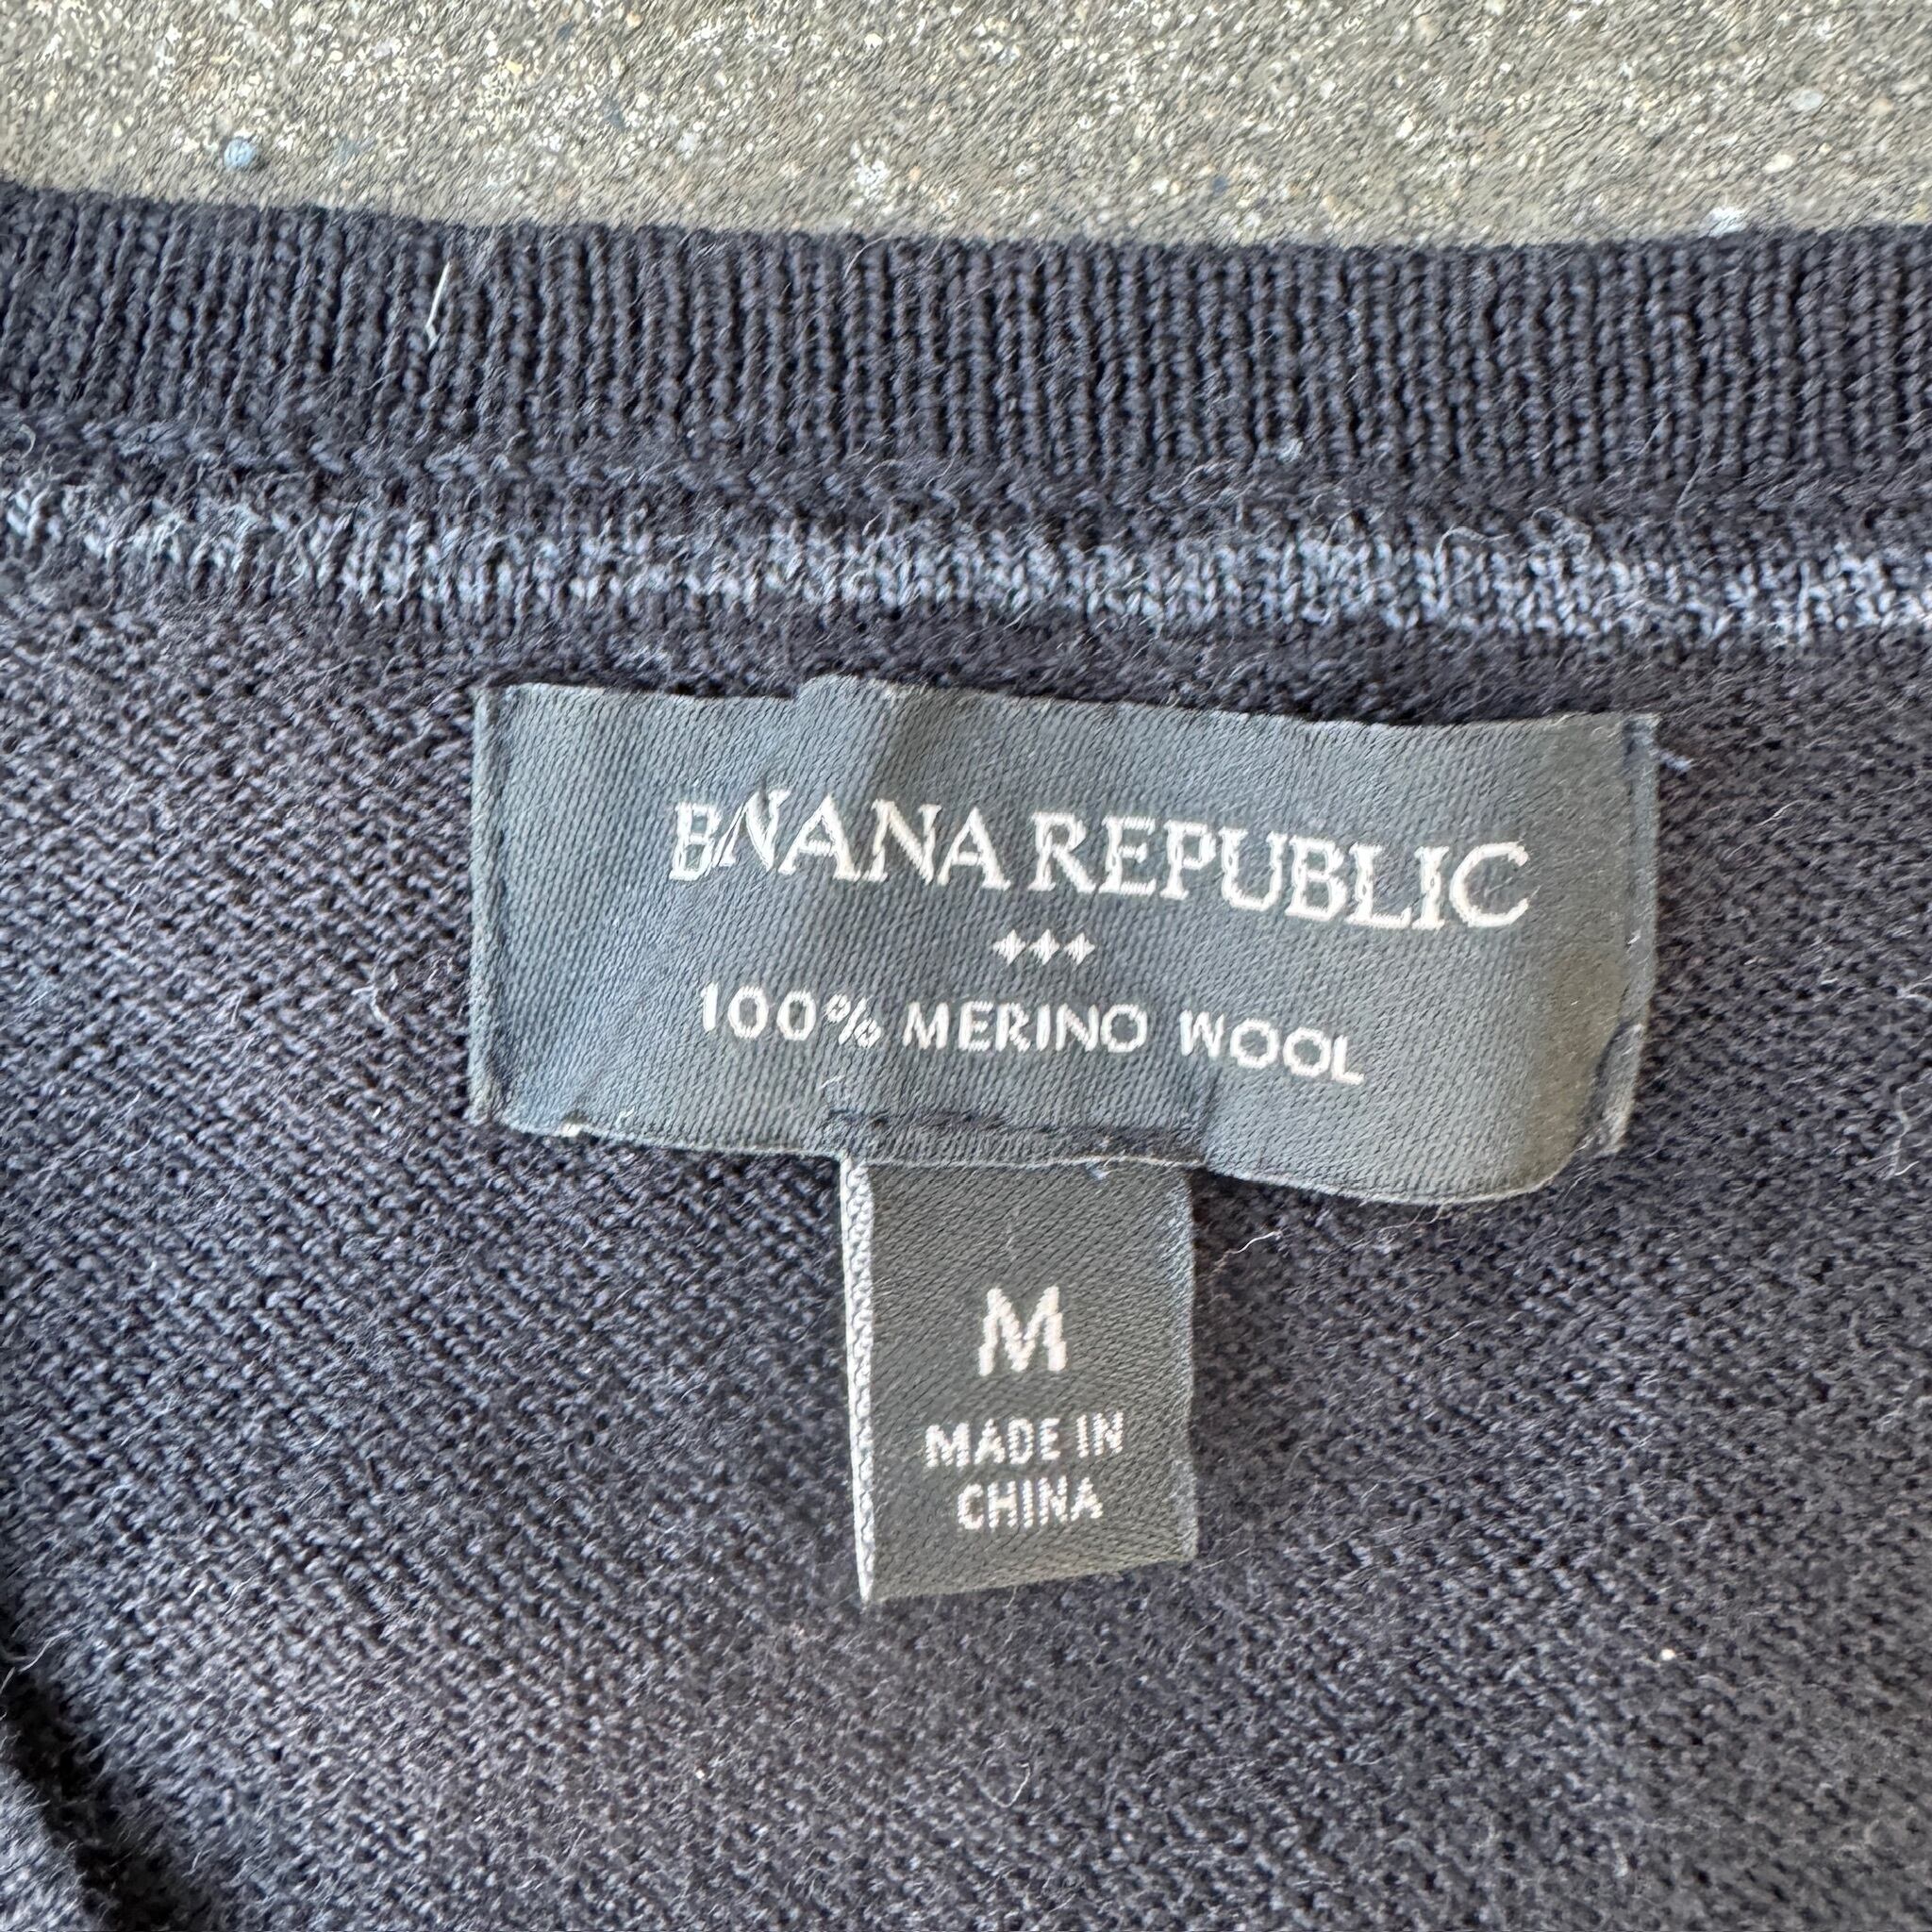 BANANA REPUBLIC
100% MERINO WOOL
M
MADE IN
CHINA